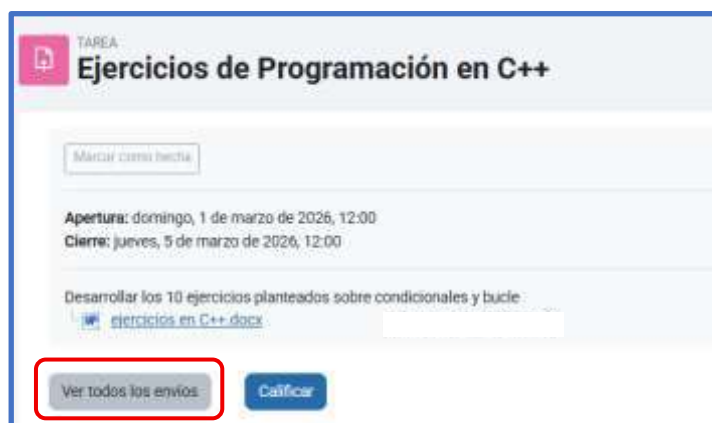 TAREA
Ejercicios de Programación en C++
Marcar como hecha
Apertura: domingo, 1 de marzo de 2026, 12:00
Cierre: jueves, 5 de marzo de 2026, 12:00
Desarrollar los 10 ejercicios planteados sobre condicionales y bucle
ejercicios en C++.docx
Ver todos los envíos
Calificar